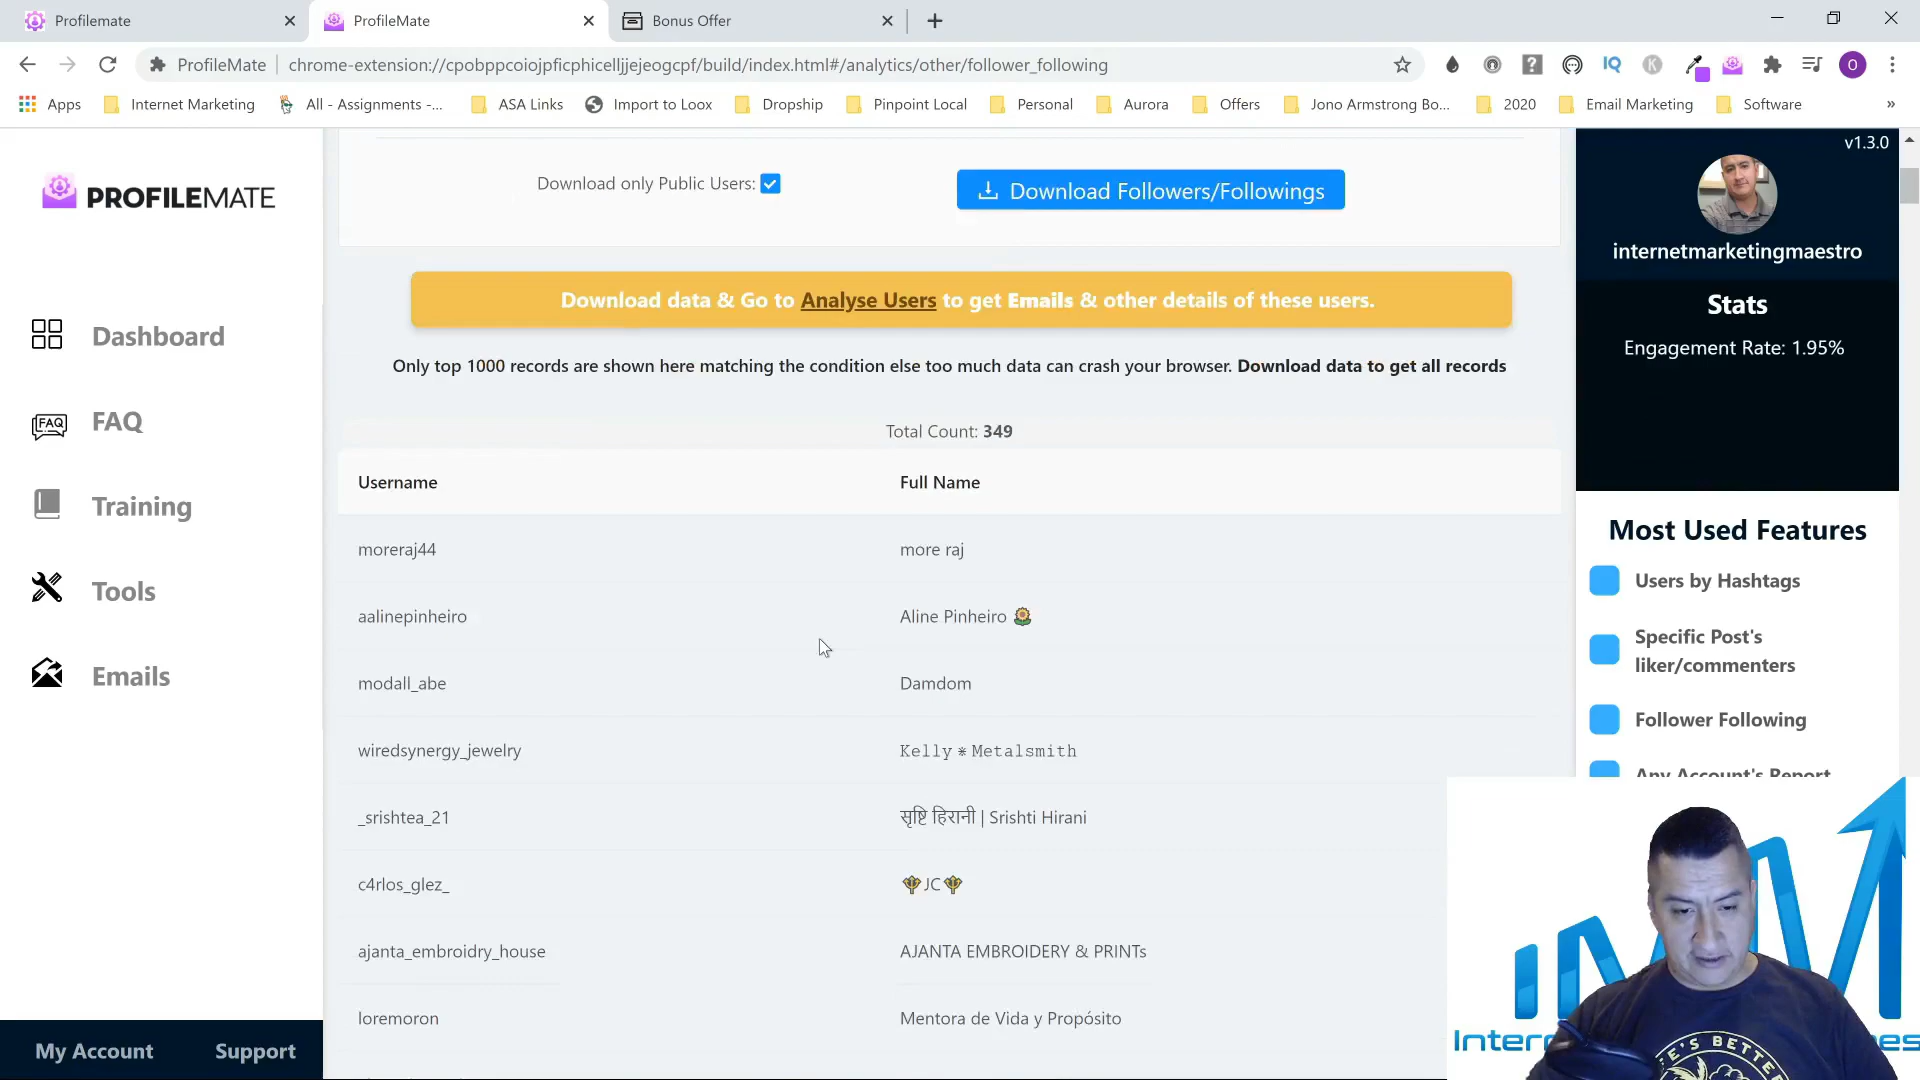 Profilemate
ProfileMate
Bonus Offer
ProfileMate
chrome-extension://cpobppcoiojpficphicelljjejeogcpf/build/index.html#/analytics/other/follower_following
IQ
K
O
Apps
Internet Marketing
All - Assignments -...
ASA Links
Import to Loox
Dropship
Pinpoint Local
Personal
Aurora
Offers
Jono Armstrong Bo...
2020
Email Marketing
Software
»
PROFILEMATE
Dashboard
FAQ
FAQ
Training
Tools
Emails
My Account
Support
Download only Public Users:
Download Followers/Followings
Download data & Go to Analyse Users to get Emails & other details of these users.
Only top 1000 records are shown here matching the condition else too much data can crash your browser. Download data to get all records
Total Count: 349
Username Full Name
moreraj44 more raj
aalinepinheiro Aline Pinheiro 🌻
modall_abe Damdom
wiredsynergy_jewelry 𝙺𝚎𝚕𝚕𝚢 ⋇ 𝙼𝚎𝚝𝚊𝚕𝚜𝚖𝚒𝚝𝚑
_srishtea_21 सृष्टि हिरानी | Srishti Hirani
c4rlos_glez_ 🔱JC🔱
ajanta_embroidry_house AJANTA EMBROIDERY & PRINTs
loremoron Mentora de Vida y Propósito
v1.3.0
internetmarketingmaestro
Stats
Engagement Rate: 1.95%
Most Used Features
Users by Hashtags
Specific Post's
liker/commenters
Follower Following
Any Account's Report